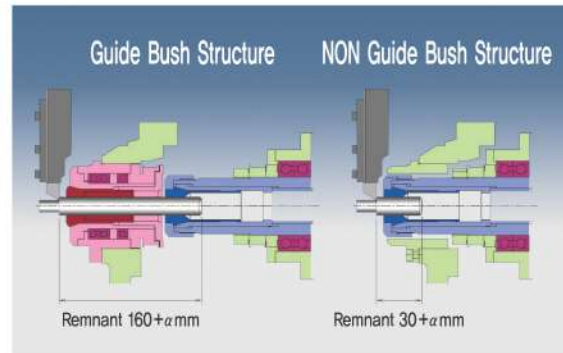 Guide Bush Structure
NON Guide Bush Structure
Remnant 160+αmm
Remnant 30+αmm